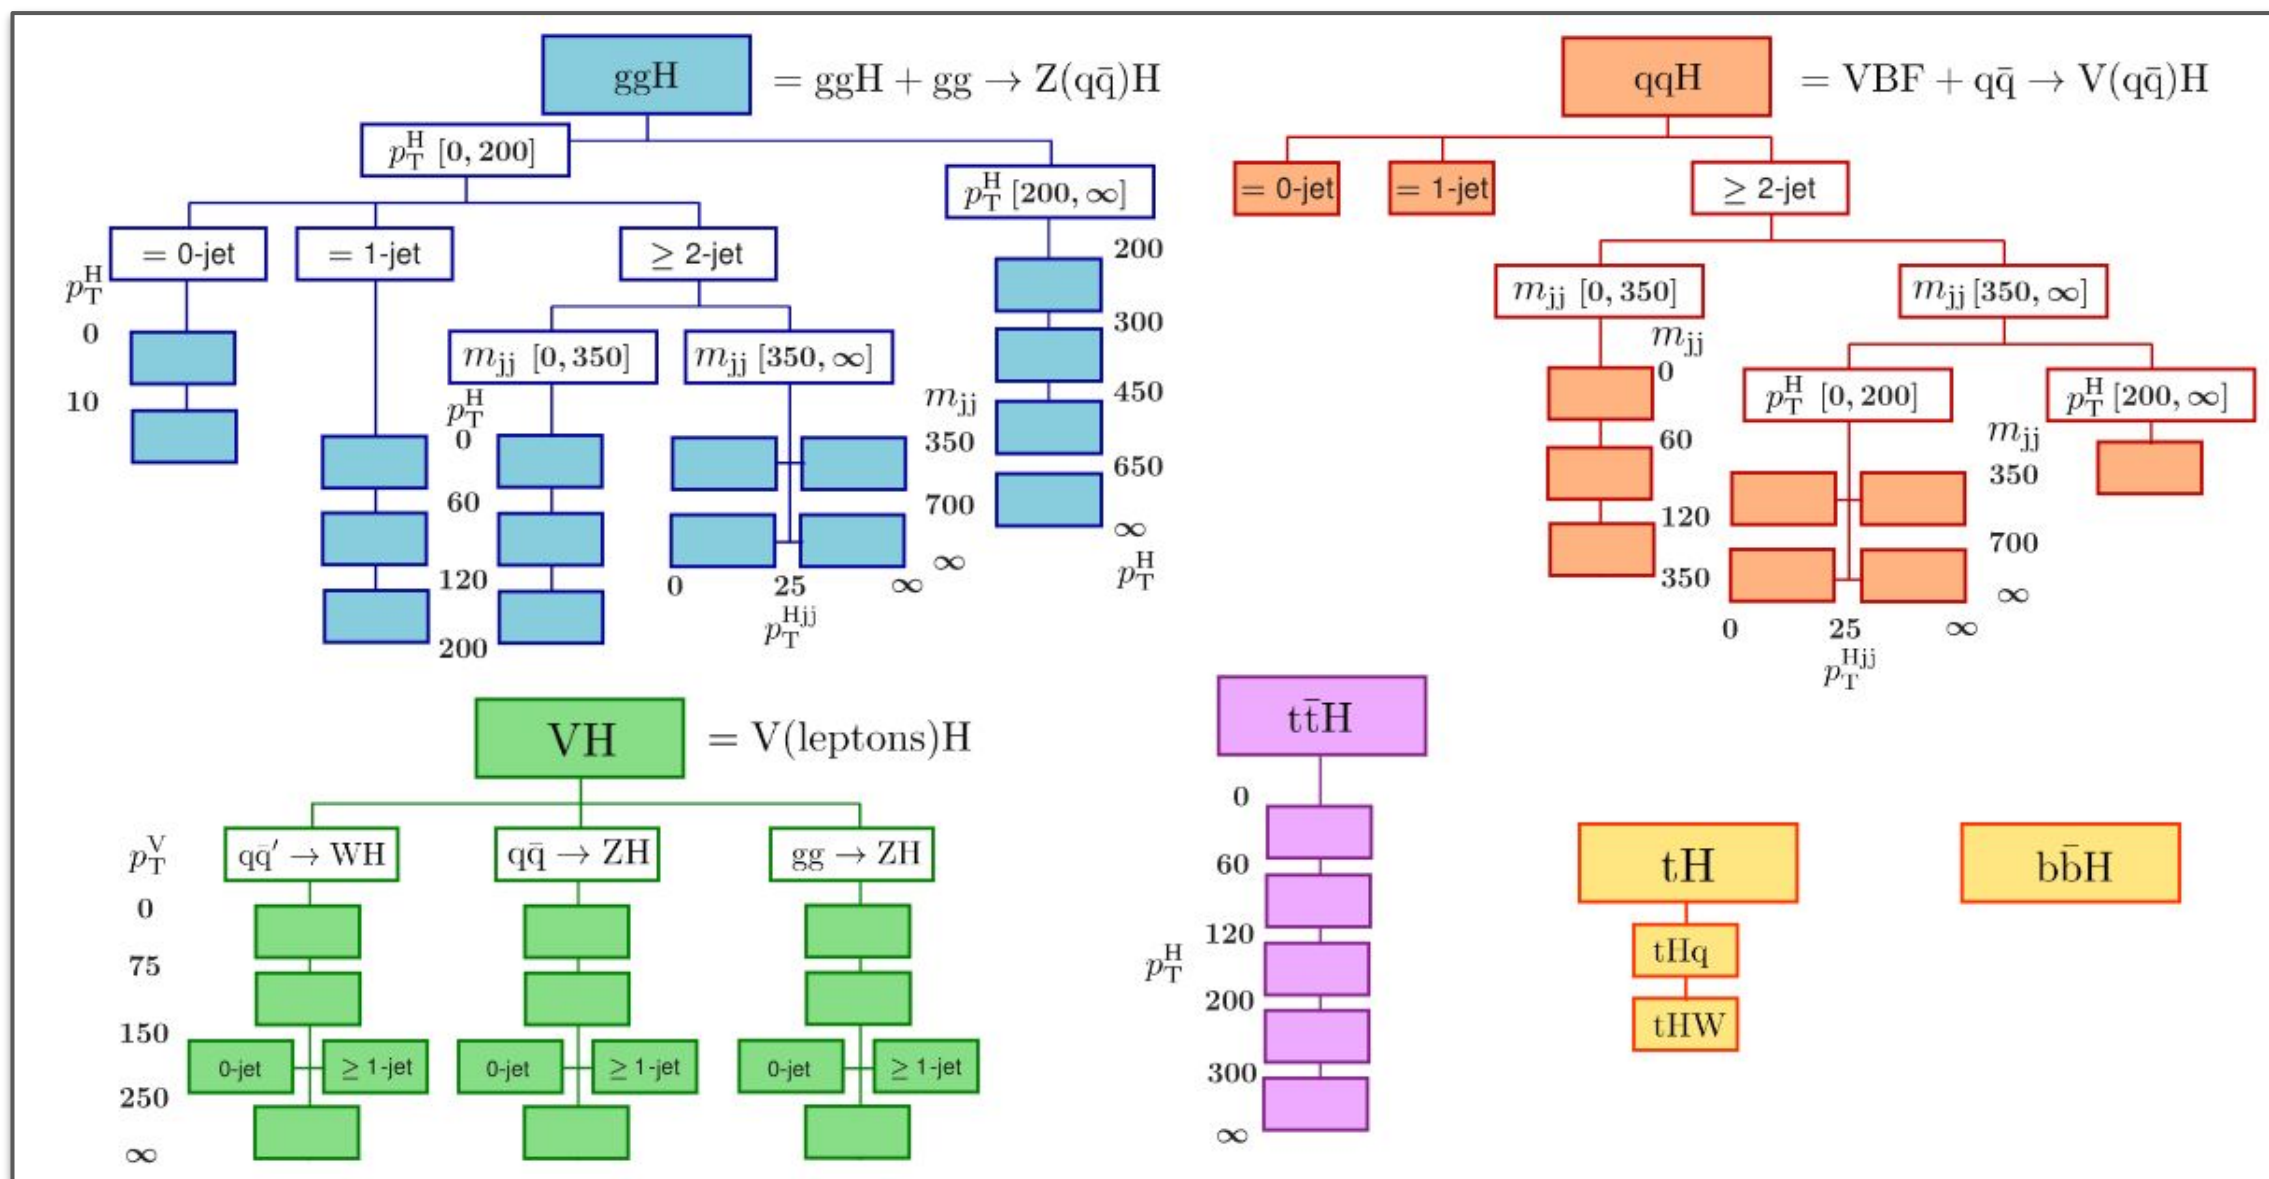 ggH
= ggH + gg → Z(qq̄)H
p_T^H [0, 200]
p_T^H [200, ∞]
= 0-jet
= 1-jet
≥ 2-jet
p_T^H
0
10
m_jj [0, 350]
m_jj [350, ∞]
p_T^H
0
60
120
200
m_jj
350
700
∞
0
25
∞
p_T^Hjj
200
300
450
650
∞
p_T^H
qqH
= VBF + qq̄ → V(qq̄)H
= 0-jet
= 1-jet
≥ 2-jet
m_jj [0, 350]
m_jj [350, ∞]
m_jj
0
60
120
350
p_T^H [0, 200]
p_T^H [200, ∞]
m_jj
350
700
∞
0
25
∞
p_T^Hjj
VH
= V(leptons)H
qq̄′ → WH
qq̄ → ZH
gg → ZH
p_T^V
0
75
150
250
∞
0-jet
≥ 1-jet
0-jet
≥ 1-jet
0-jet
≥ 1-jet
tt̄H
0
60
120
200
300
∞
p_T^H
tH
tHq
tHW
bb̄H